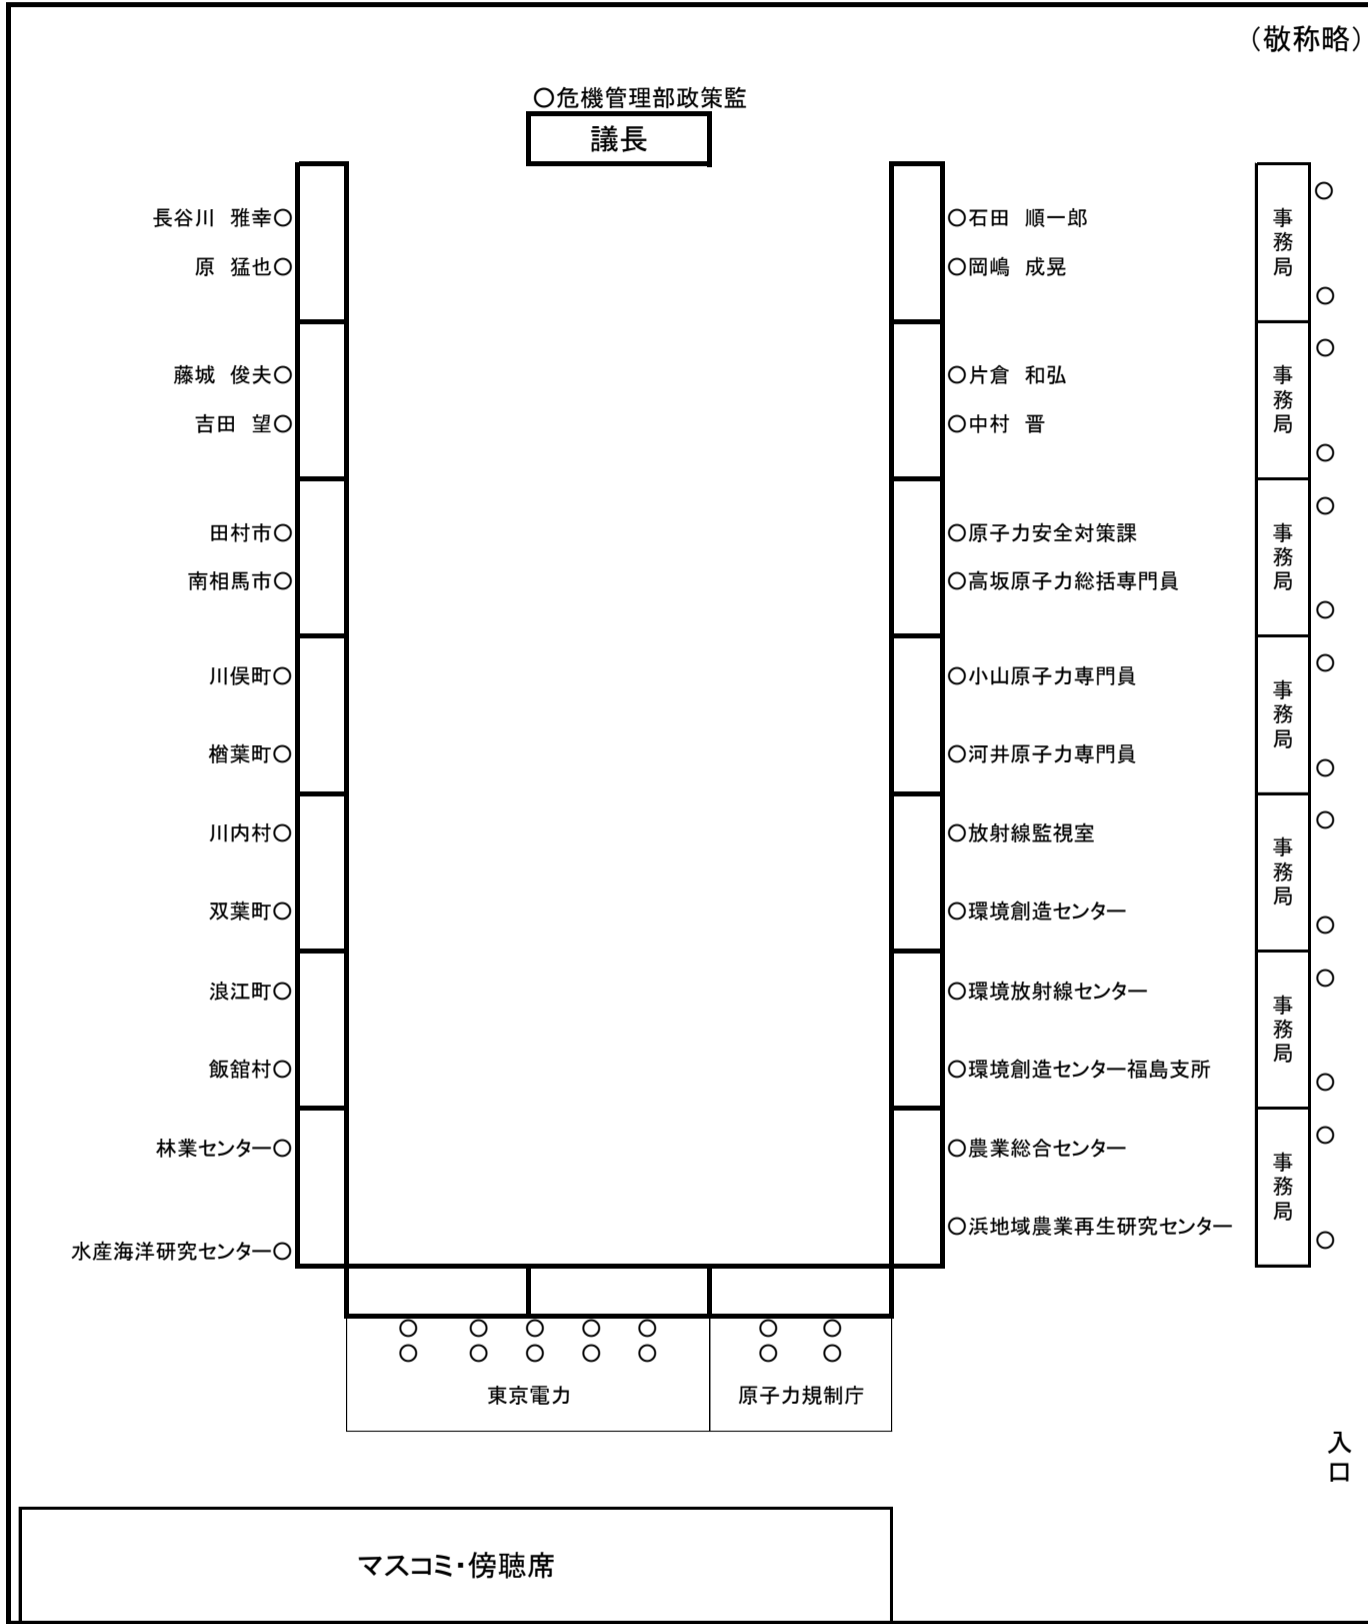 （敬称略）
○危機管理部政策監
議長
長谷川 雅幸○
原 猛也○
藤城 俊夫○
吉田 望○
田村市○
南相馬市○
川俣町○
楢葉町○
川内村○
双葉町○
浪江町○
飯舘村○
林業センター○
水産海洋研究センター○
○石田 順一郎
○岡嶋 成晃
○片倉 和弘
○中村 晋
○原子力安全対策課
○高坂原子力総括専門員
○小山原子力専門員
○河井原子力専門員
○放射線監視室
○環境創造センター
○環境放射線センター
○環境創造センター福島支所
○農業総合センター
○浜地域農業再生研究センター
事務局
事務局
事務局
事務局
事務局
事務局
事務局
東京電力
原子力規制庁
入口
マスコミ・傍聴席